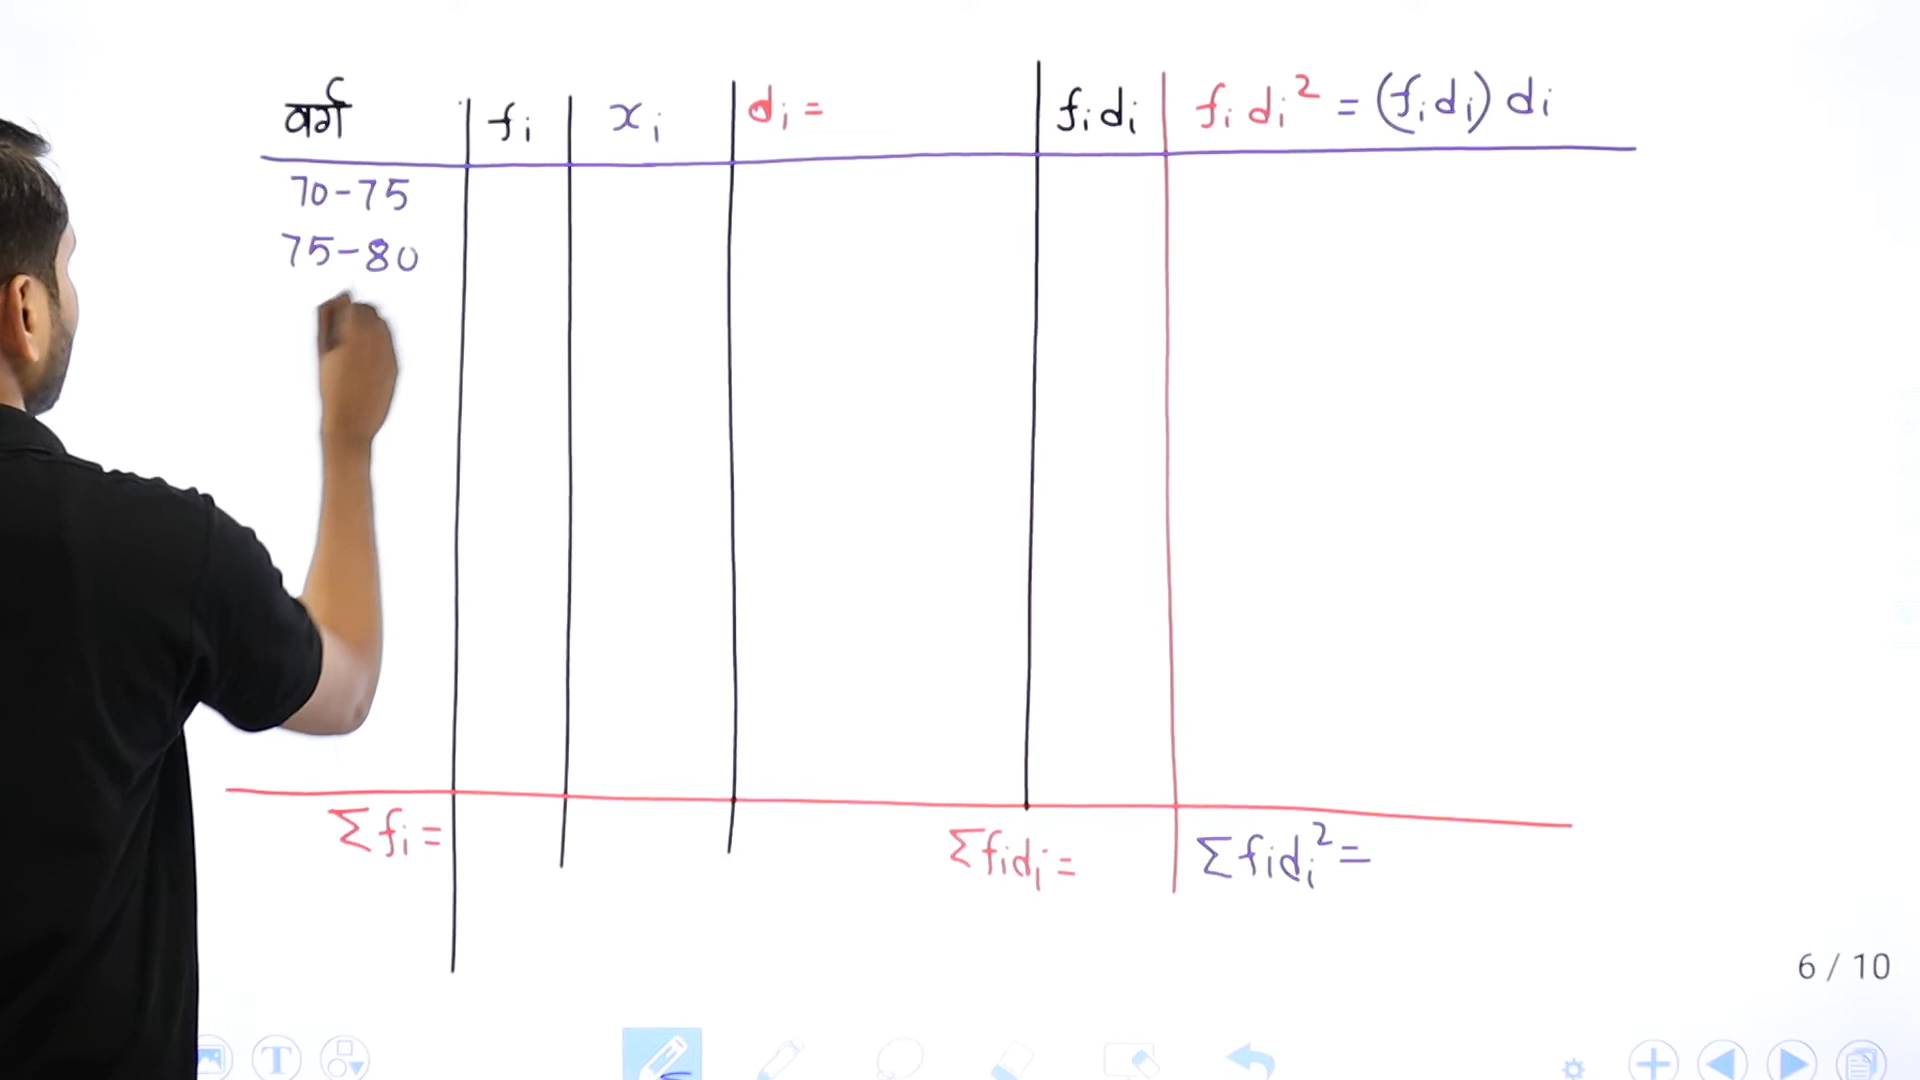 वर्ग fᵢ xᵢ dᵢ = fᵢdᵢ fᵢdᵢ² = (fᵢdᵢ) dᵢ
70-75
75-80
Σfᵢ = Σfᵢdᵢ = Σfᵢdᵢ² =
6 / 10
T